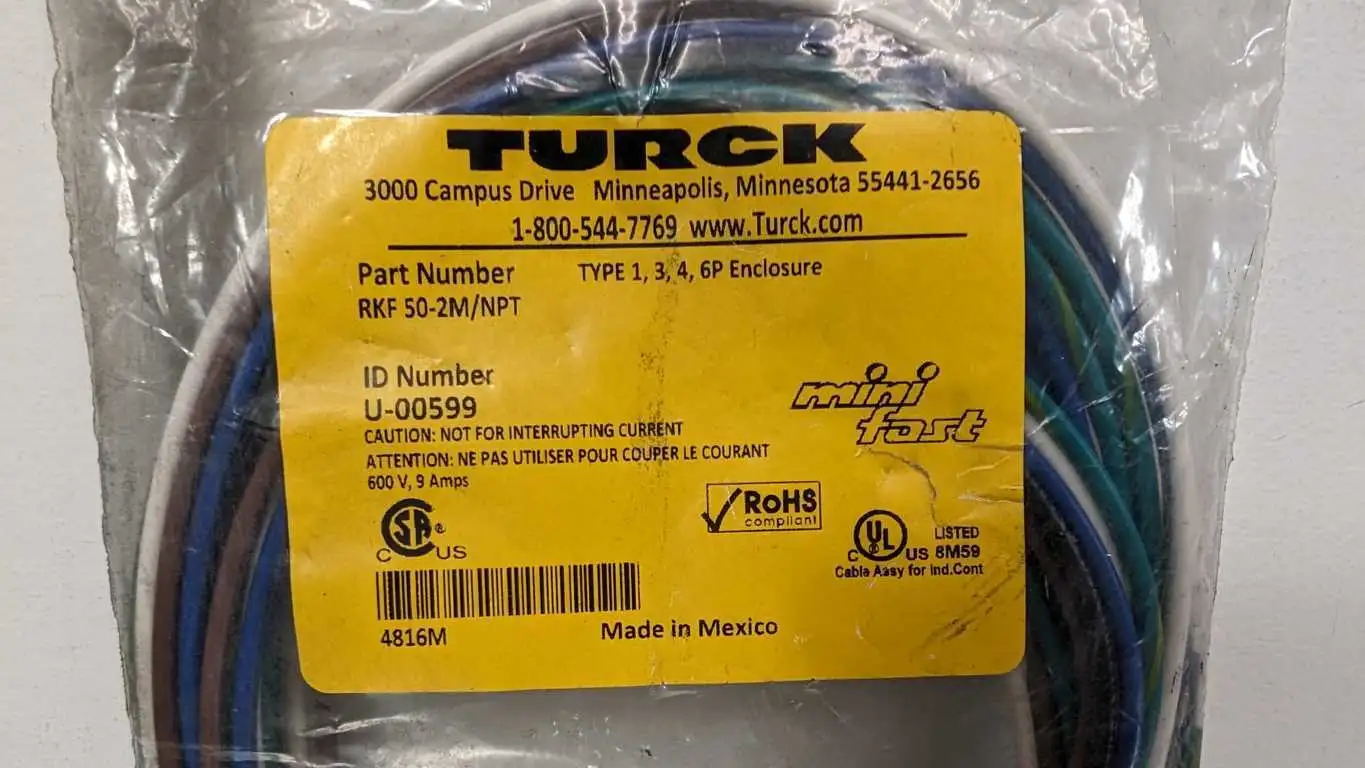 TURCK
3000 Campus Drive Minneapolis, Minnesota 55441-2656
1-800-544-7769 www.Turck.com
Part Number TYPE 1, 3, 4, 6P Enclosure
RKF 50-2M/NPT
ID Number
U-00599
CAUTION: NOT FOR INTERRUPTING CURRENT
ATTENTION: NE PAS UTILISER POUR COUPER LE COURANT
600 V, 9 Amps
mini
fast
CSA ®
C US
RoHS
compliant
UL ®
C US LISTED
8M59
Cable Assy for Ind.Cont
4816M
Made in Mexico